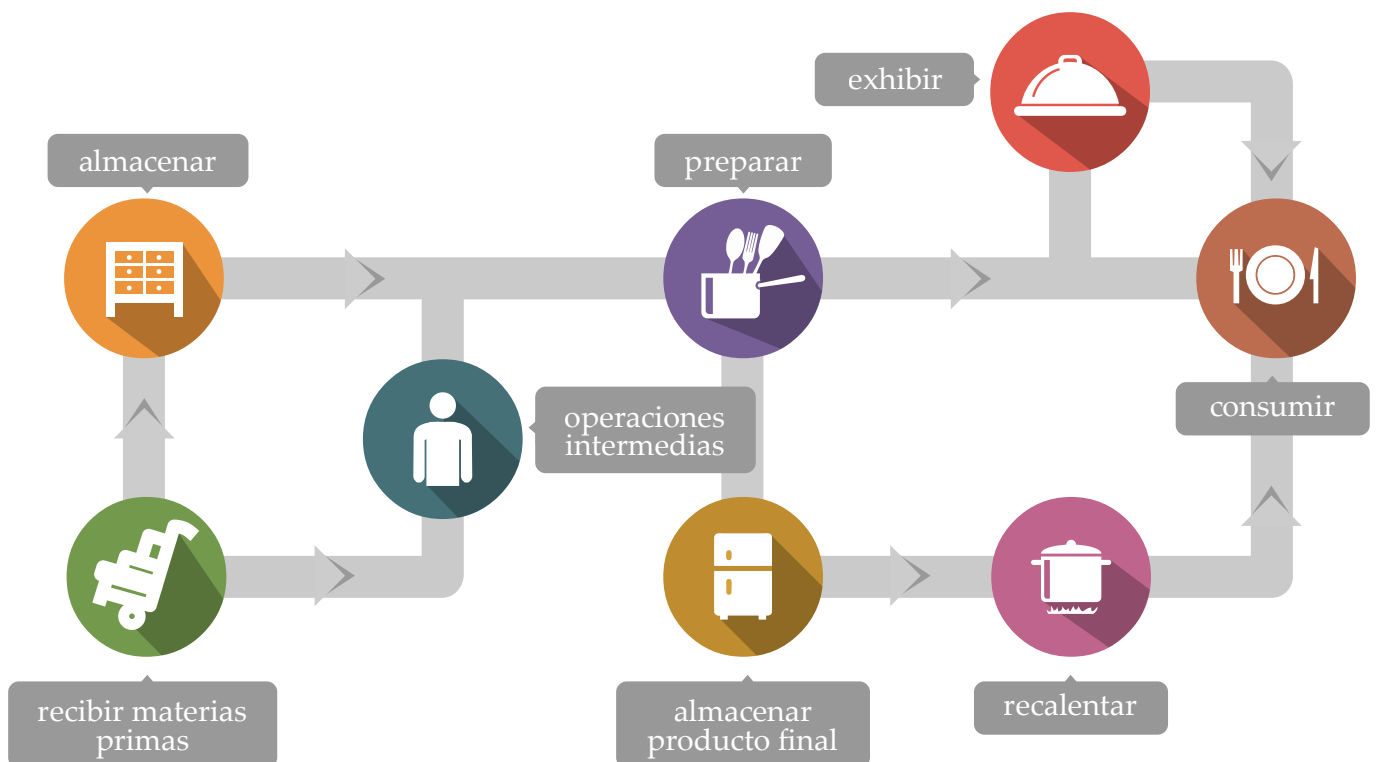 exhibir
almacenar
preparar
consumir
operaciones
intermedias
recibir materias
primas
almacenar
producto final
recalentar